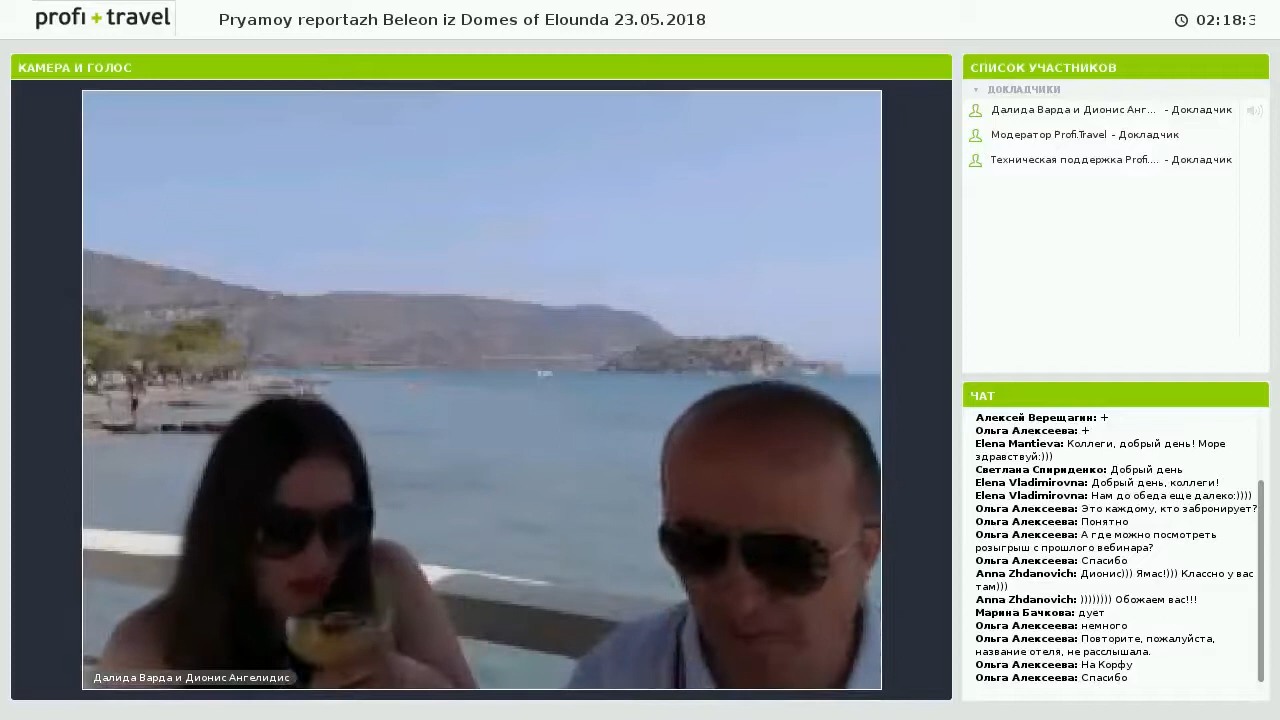 profi + travel
Pryamoy reportazh Beleon iz Domes of Elounda 23.05.2018
02:18:3
КАМЕРА И ГОЛОС
Далида Варда и Дионис Ангелидис
СПИСОК УЧАСТНИКОВ
ДОКЛАДЧИКИ
Далида Варда и Дионис Анг... – Докладчик
Модератор Profi.Travel – Докладчик
Техническая поддержка Profi.... – Докладчик
ЧАТ
Алексей Верещагин: +
Ольга Алексеева: +
Elena Mantieva: Коллеги, добрый день! Море
здравствуй:)))
Светлана Спириденко: Добрый день
Elena Vladimirovna: Добрый день, коллеги!
Elena Vladimirovna: Нам до обеда еще далеко:))))
Ольга Алексеева: Это каждому, кто забронирует?
Ольга Алексеева: Понятно
Ольга Алексеева: А где можно посмотреть
розыгрыш с прошлого вебинара?
Ольга Алексеева: Спасибо
Anna Zhdanovich: Дионис))) Ямас!))) Классно у вас
там)))
Anna Zhdanovich: )))))))) Обожаем вас!!!
Марина Бачкова: дует
Ольга Алексеева: немного
Ольга Алексеева: Повторите, пожалуйста,
название отеля, не расслышала.
Ольга Алексеева: На Корфу
Ольга Алексеева: Спасибо